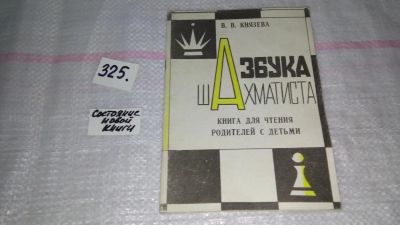 325.
Состояние
новой
книги
В. В. КНЯЗЕВА
АЗБУКА
ШАХМАТИСТА
КНИГА ДЛЯ ЧТЕНИЯ
РОДИТЕЛЕЙ С ДЕТЬМИ